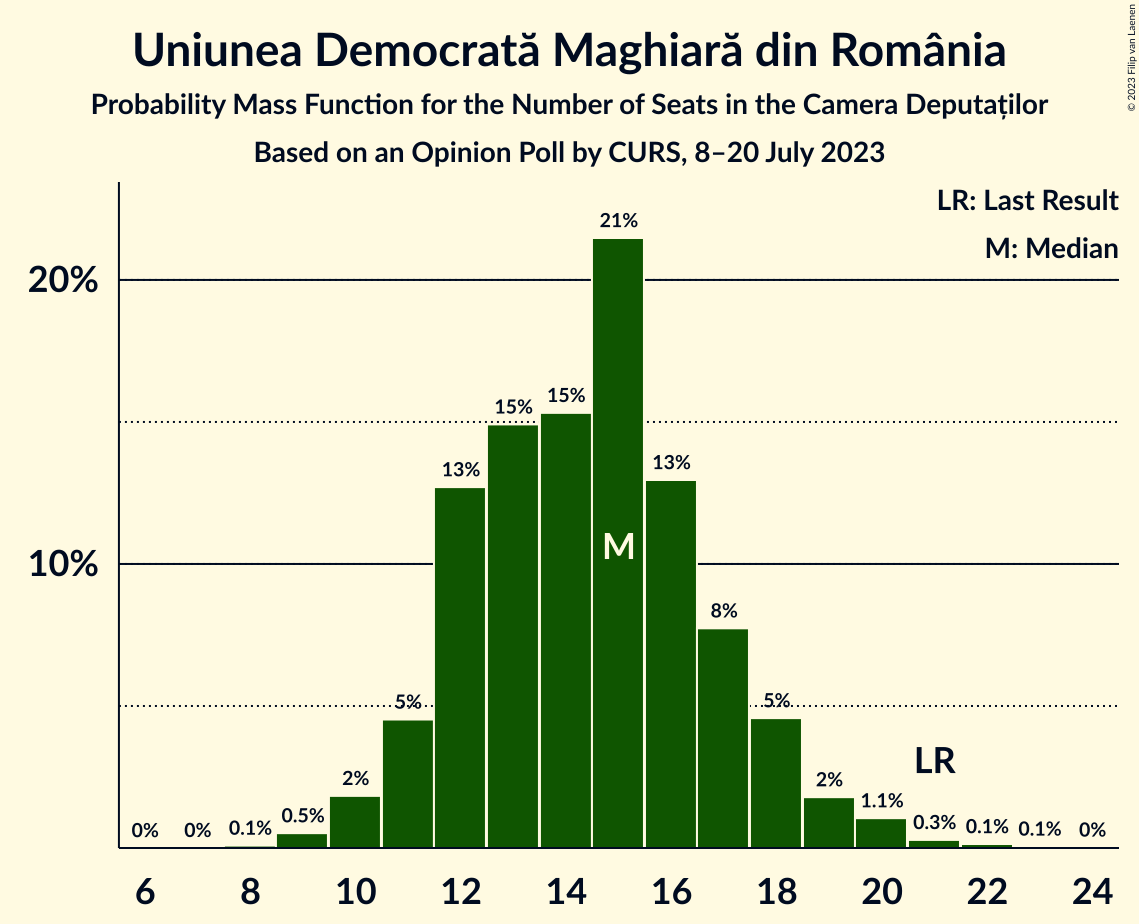 Uniunea Democrată Maghiară din România
Probability Mass Function for the Number of Seats in the Camera Deputaților
Based on an Opinion Poll by CURS, 8–20 July 2023
© 2023 Filip van Laenen
LR: Last Result
M: Median
20%
10%
0%
0%
0.1%
0.5%
2%
5%
13%
15%
15%
21%
13%
8%
5%
2%
1.1%
0.3%
0.1%
0.1%
0%
M
LR
6 8 10 12 14 16 18 20 22 24